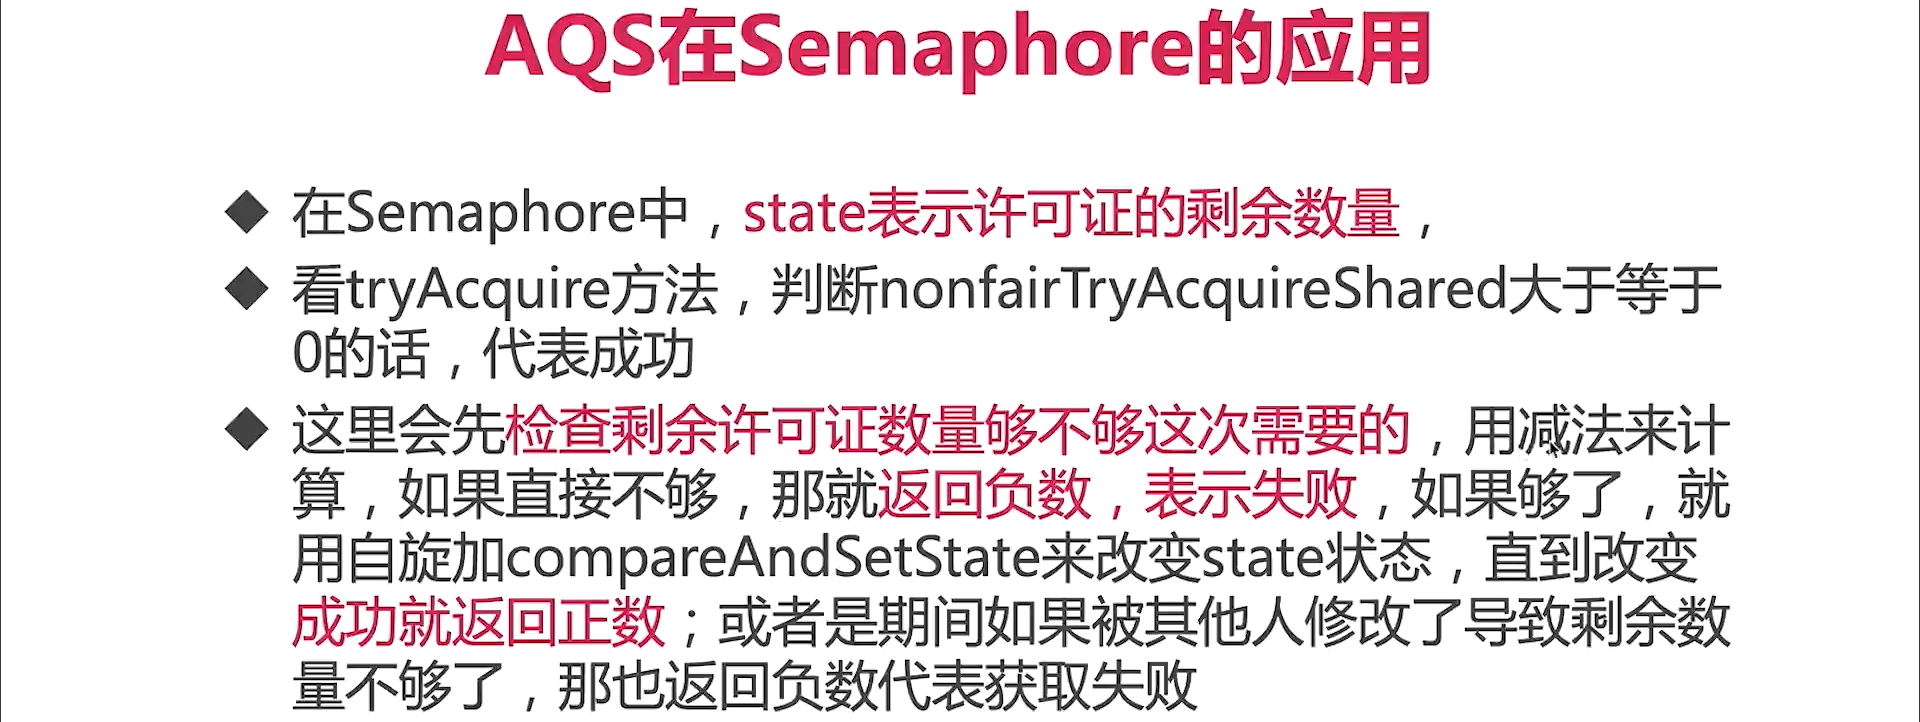 AQS在Semaphore的应用
◆ 在Semaphore中，state表示许可证的剩余数量，
◆ 看tryAcquire方法，判断nonfairTryAcquireShared大于等于
0的话，代表成功
◆ 这里会先检查剩余许可证数量够不够这次需要的，用减法来计
算，如果直接不够，那就返回负数，表示失败，如果够了，就
用自旋加compareAndSetState来改变state状态，直到改变
成功就返回正数；或者是期间如果被其他人修改了导致剩余数
量不够了，那也返回负数代表获取失败